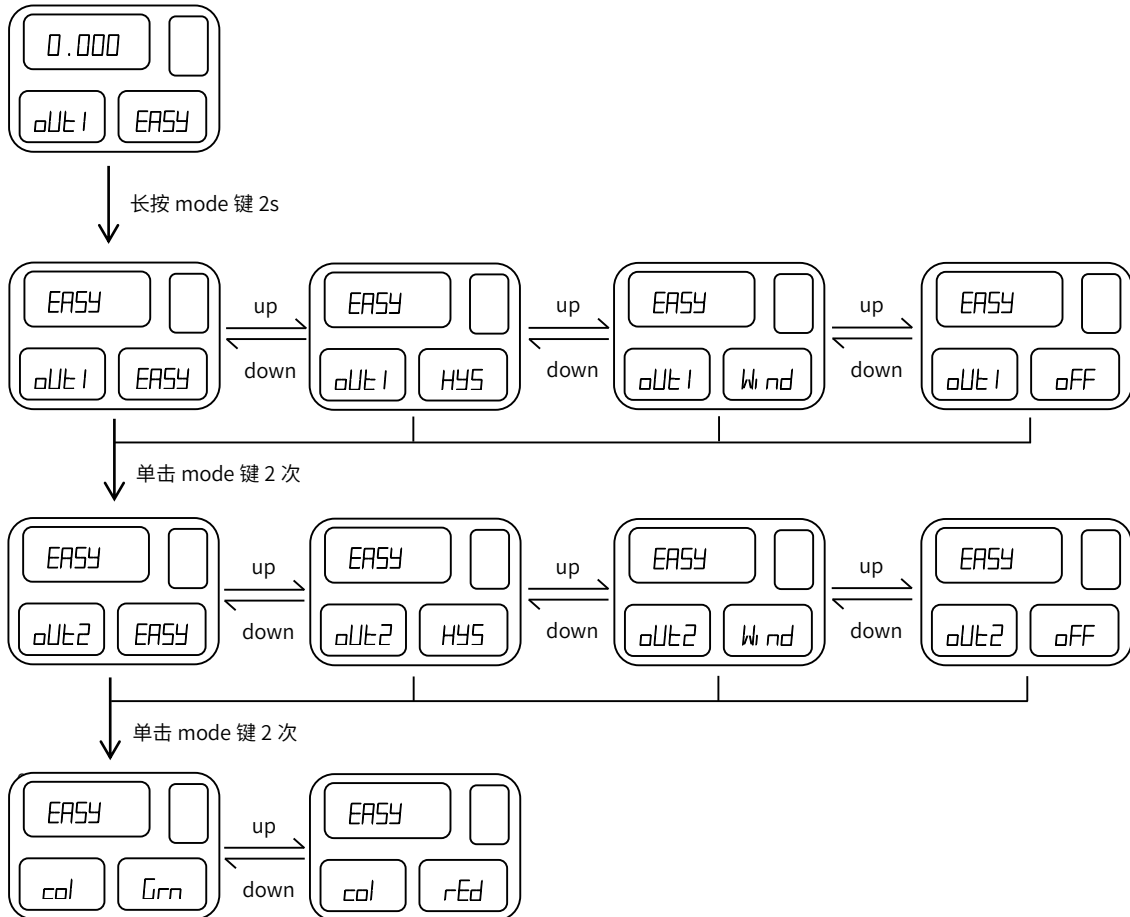 0.000
oUt1 EASY
长按 mode 键 2s
EASY EASY EASY EASY
up up up
down down down
oUt1 EASY oUt1 HYS oUt1 Wind oUt1 oFF
单击 mode 键 2 次
EASY EASY EASY EASY
up up up
down down down
oUt2 EASY oUt2 HYS oUt2 Wind oUt2 oFF
单击 mode 键 2 次
EASY EASY
up
down
col Grn col rEd